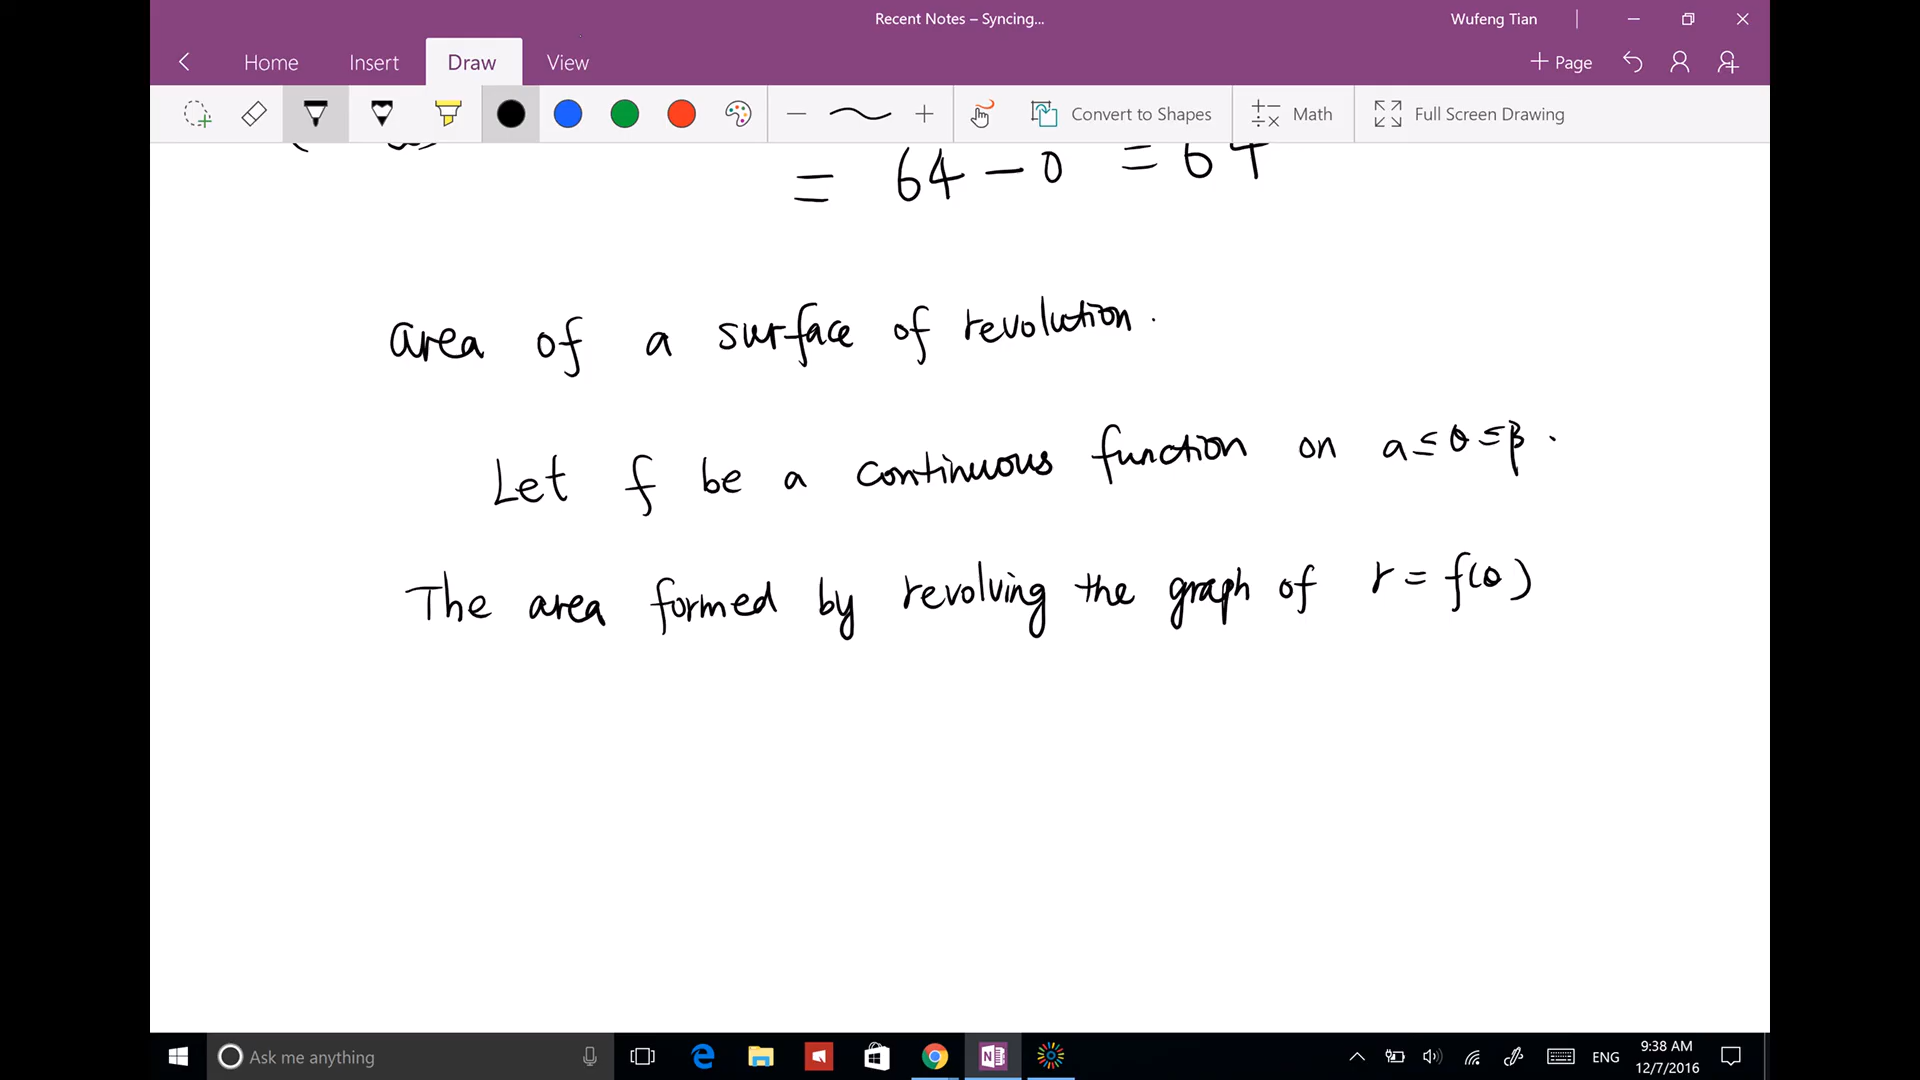 Recent Notes – Syncing...
Wufeng Tian
Home Insert Draw View
Page
Convert to Shapes Math Full Screen Drawing
= 64 - 0 = 64
area of a surface of revolution.
Let f be a continuous function on a ≤ θ ≤ β.
The area formed by revolving the graph of r = f(θ)
Ask me anything
ENG
9:38 AM
12/7/2016